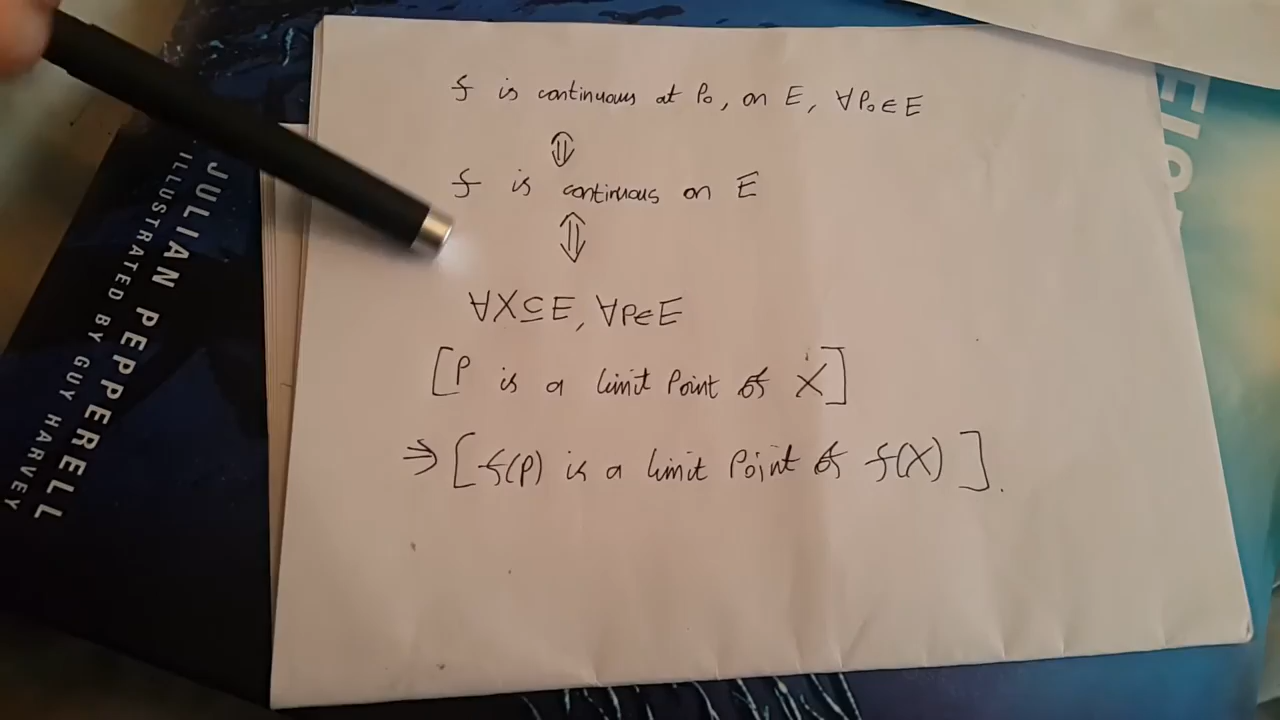 f is continuous at P₀, on E, ∀P₀∈E
⇕
f is continuous on E
⇕
∀X⊆E, ∀P∈E
[P is a limit Point of X]
⇒ [f(P) is a limit Point of f(X)].
JULIAN PEPPERELL
ILLUSTRATED BY GUY HARVEY